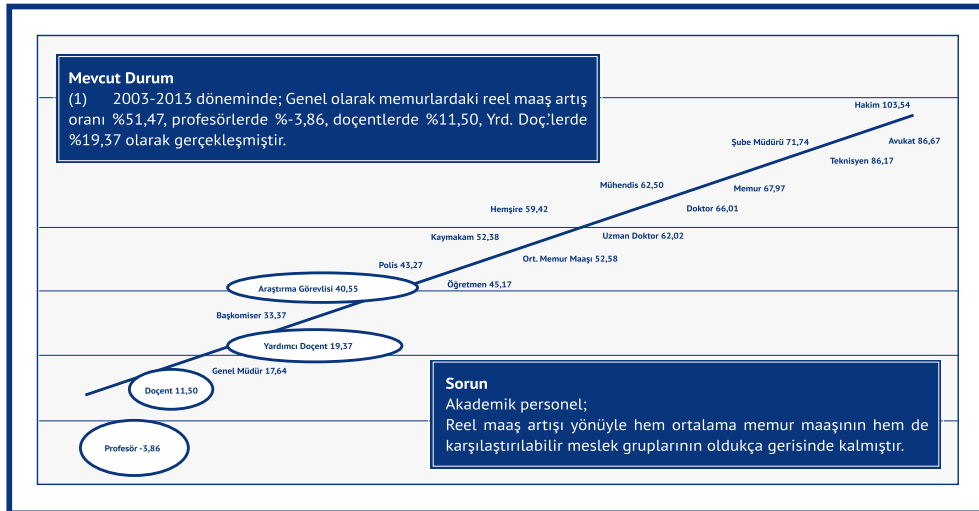 Mevcut Durum
(1) 2003-2013 döneminde; Genel olarak memurlardaki reel maaş artış
oranı %51,47, profesörlerde %-3,86, doçentlerde %11,50, Yrd. Doç.'lerde
%19,37 olarak gerçekleşmiştir.
Hakim 103,54
Avukat 86,67
Şube Müdürü 71,74
Teknisyen 86,17
Mühendis 62,50
Memur 67,97
Hemşire 59,42
Doktor 66,01
Kaymakam 52,38
Uzman Doktor 62,02
Ort. Memur Maaşı 52,58
Polis 43,27
Öğretmen 45,17
Araştırma Görevlisi 40,55
Başkomiser 33,37
Yardımcı Doçent 19,37
Genel Müdür 17,64
Doçent 11,50
Profesör -3,86
Sorun
Akademik personel;
Reel maaş artışı yönüyle hem ortalama memur maaşının hem de
karşılaştırılabilir meslek gruplarının oldukça gerisinde kalmıştır.